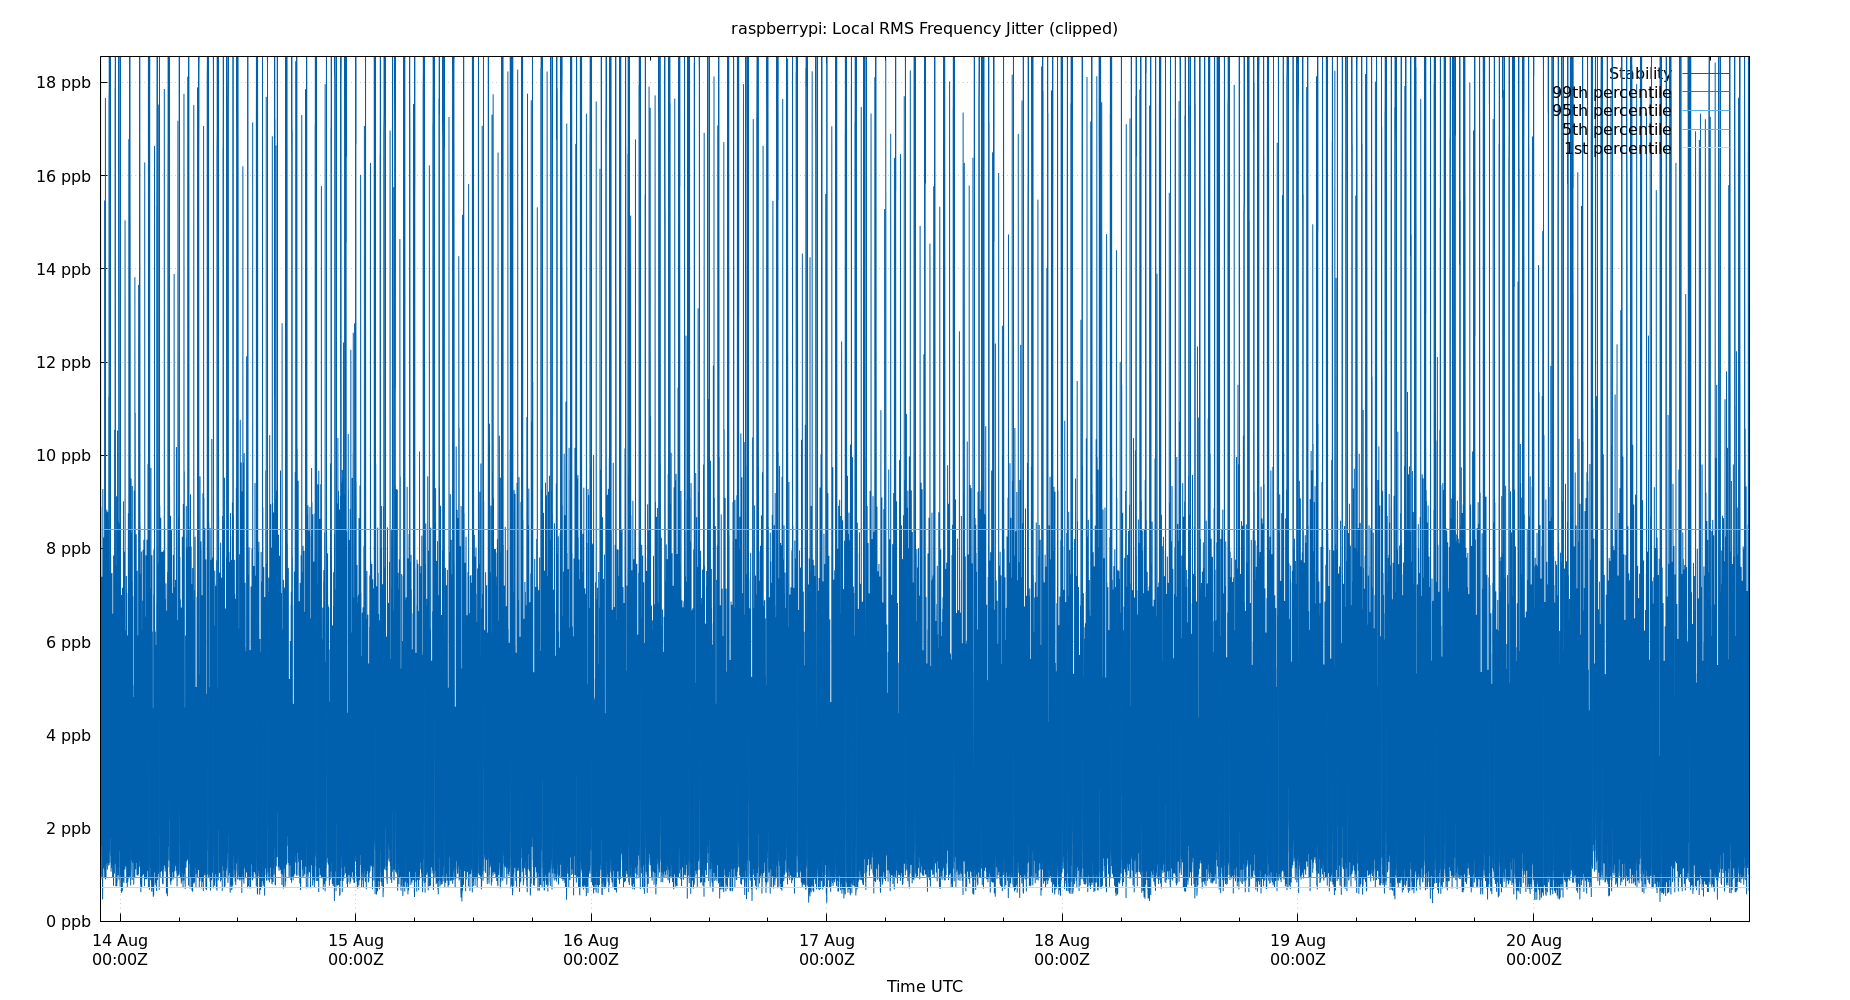 raspberrypi: Local RMS Frequency Jitter (clipped)
18 ppb
16 ppb
14 ppb
12 ppb
10 ppb
8 ppb
6 ppb
4 ppb
2 ppb
0 ppb
Stability
99th percentile
95th percentile
5th percentile
1st percentile
14 Aug 15 Aug 16 Aug 17 Aug 18 Aug 19 Aug 20 Aug
00:00Z 00:00Z 00:00Z 00:00Z 00:00Z 00:00Z 00:00Z
Time UTC